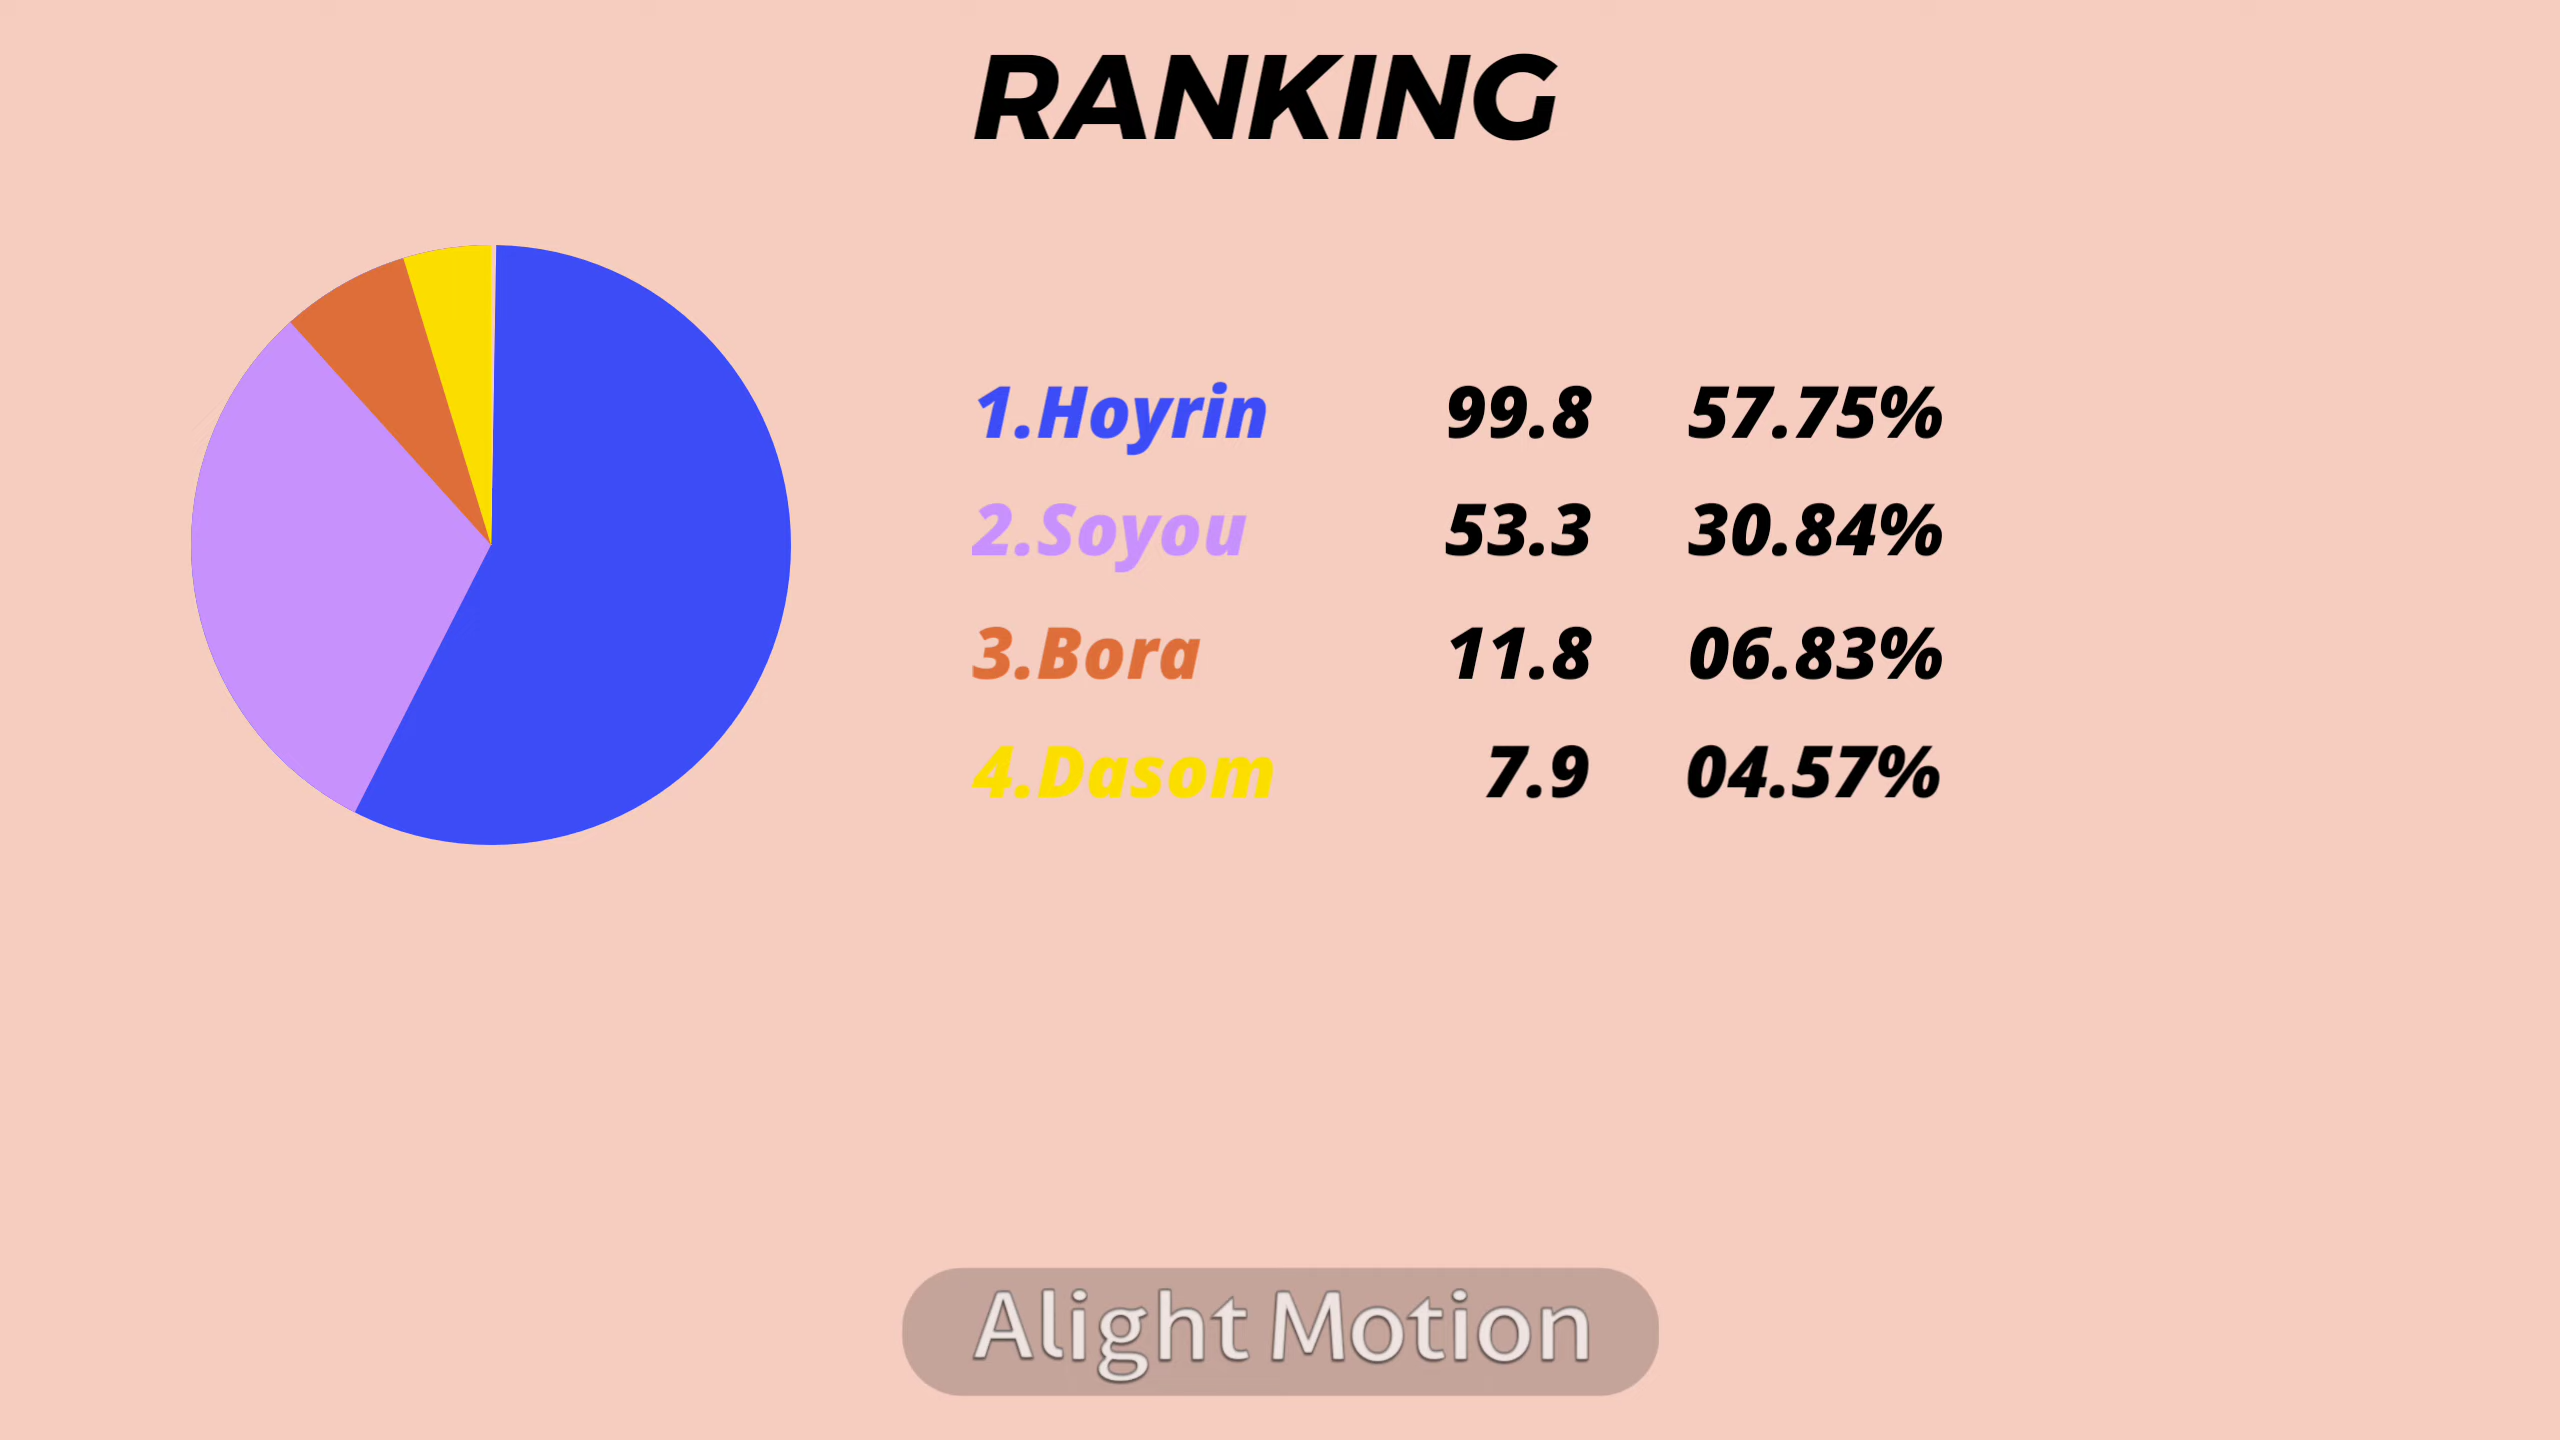 RANKING
1.Hoyrin 99.8 57.75%
2.Soyou 53.3 30.84%
3.Bora 11.8 06.83%
4.Dasom 7.9 04.57%
Alight Motion